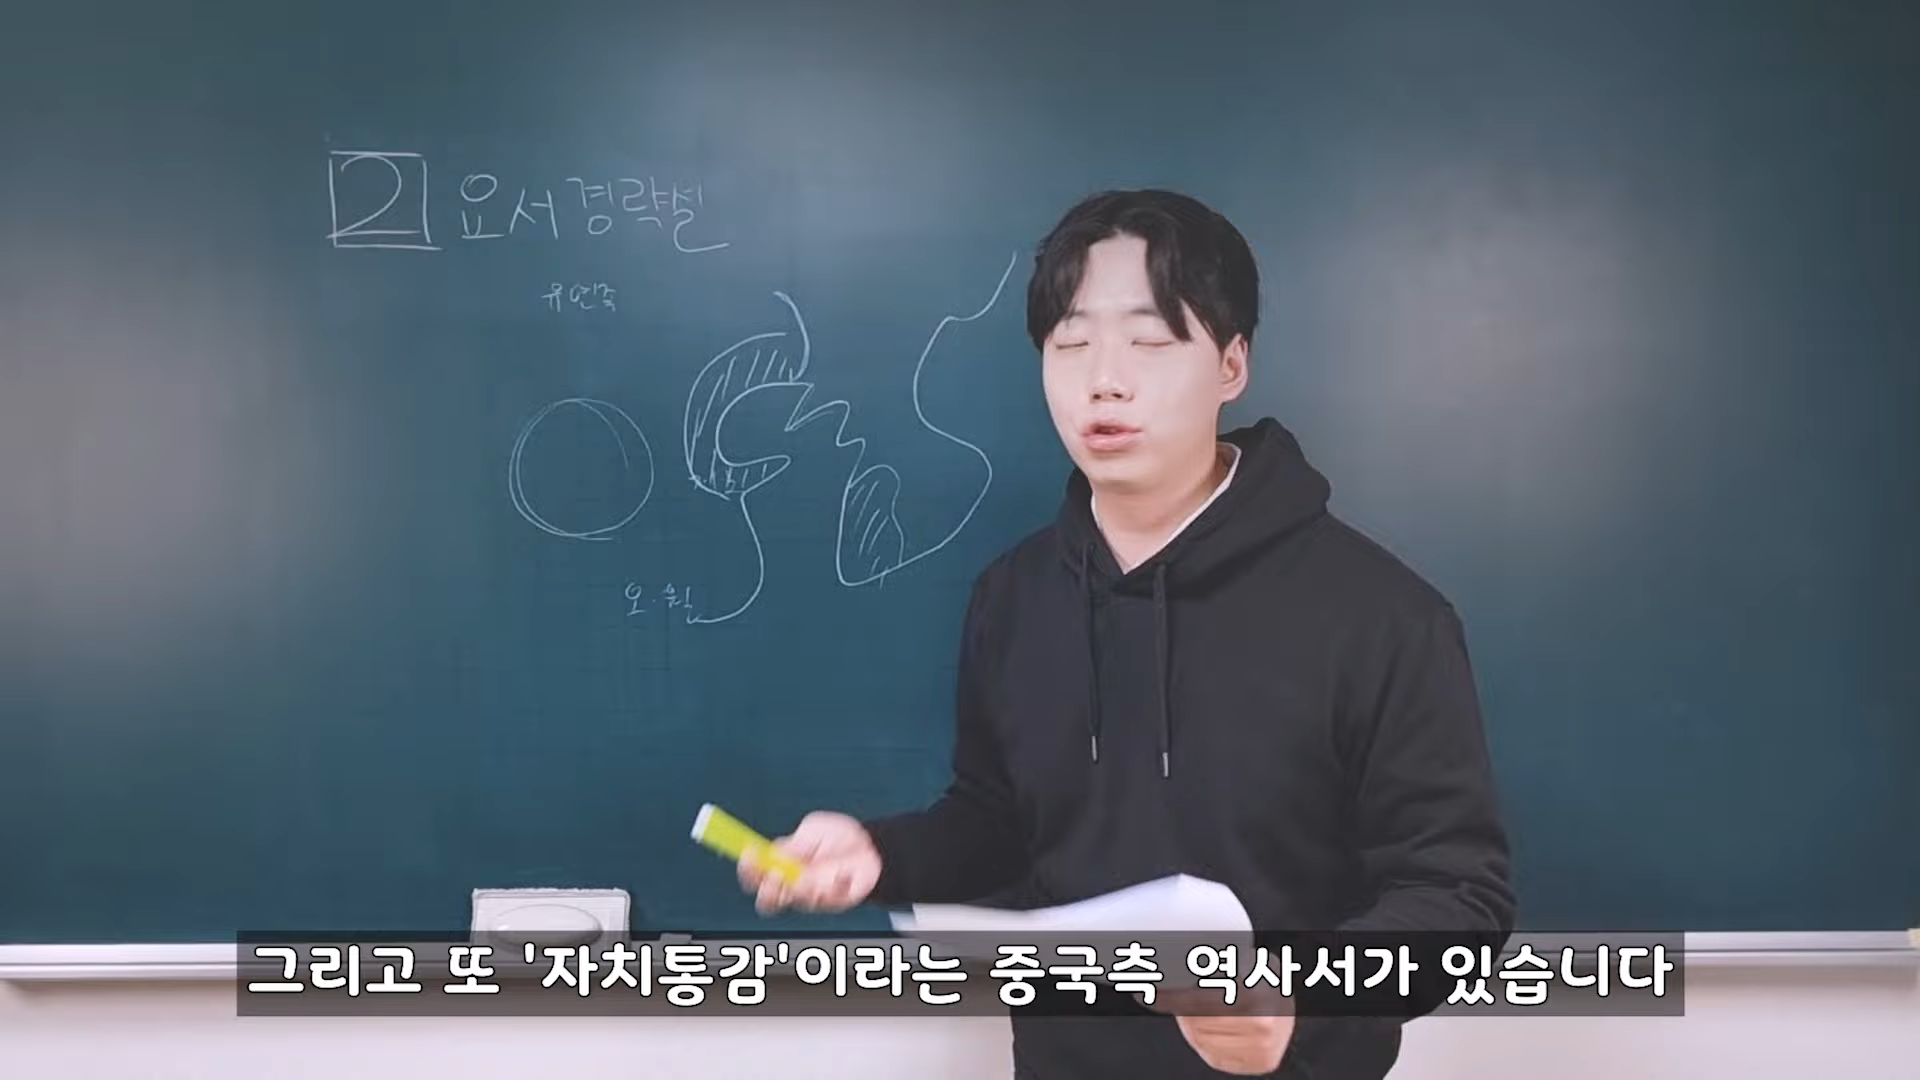 2 요서경략설
유연족
오·월
그리고 또 '자치통감'이라는 중국측 역사서가 있습니다